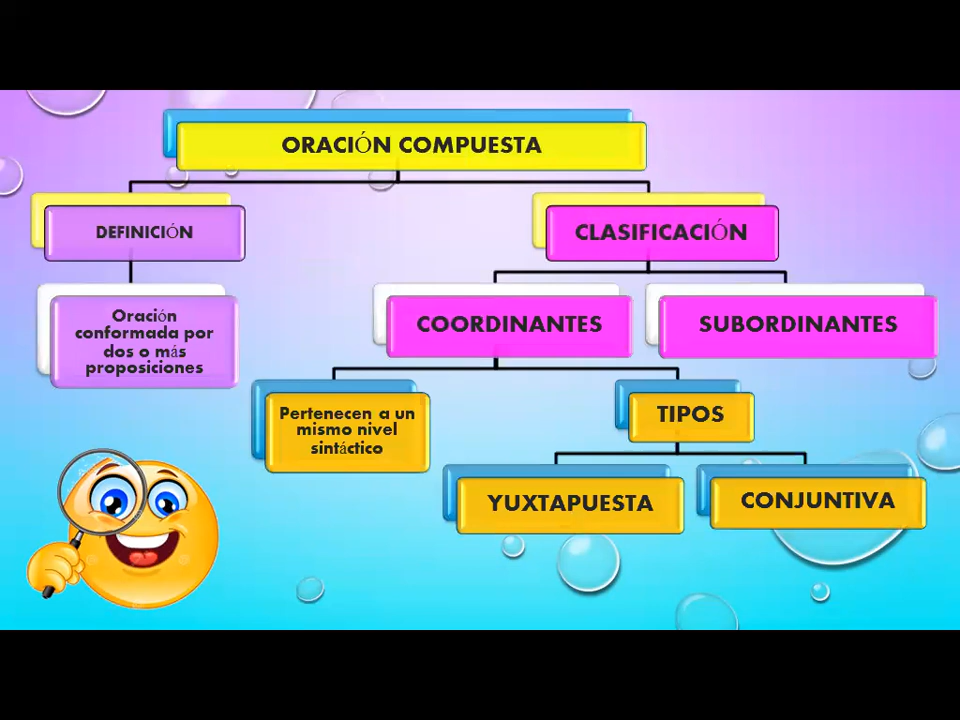 ORACIÓN COMPUESTA
DEFINICIÓN
CLASIFICACIÓN
Oración
conformada por
dos o más
proposiciones
COORDINANTES
SUBORDINANTES
Pertenecen a un
mismo nivel
sintáctico
TIPOS
YUXTAPUESTA
CONJUNTIVA